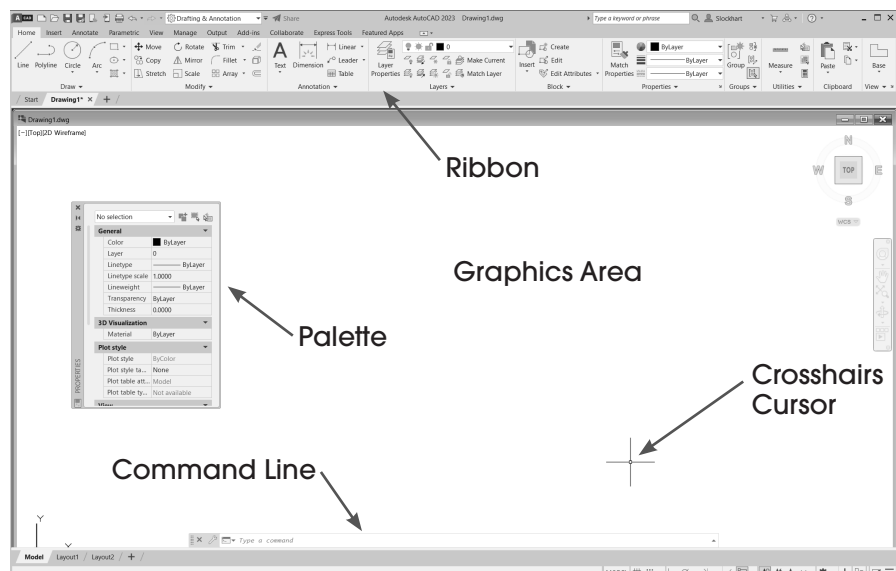 Drafting & Annotation
Share
Autodesk AutoCAD 2023 Drawing1.dwg
Type a keyword or phrase
Slockhart
Home Insert Annotate Parametric View Manage Output Add-ins Collaborate Express Tools Featured Apps
Line Polyline Circle Arc
Move Rotate Trim
Copy Mirror Fillet
Stretch Scale Array
Text Dimension
Linear
Leader
Table
Layer Properties
0
Make Current
Match Layer
Insert
Create
Edit
Edit Attributes
Match Properties
ByLayer
ByLayer
ByLayer
Group
Measure
Paste
Base
Draw Modify Annotation Layers Block Properties Groups Utilities Clipboard View
Start Drawing1*
Drawing1.dwg
[−][Top][2D Wireframe]
N
W TOP E
S
WCS
Ribbon
Graphics Area
Palette
Crosshairs
Cursor
Command Line
No selection
General
Color ByLayer
Layer 0
Linetype ByLayer
Linetype scale 1.0000
Lineweight ByLayer
Transparency ByLayer
Thickness 0.0000
3D Visualization
Material ByLayer
Plot style
Plot style ByColor
Plot style ta... None
Plot table att... Model
Plot table ty... Not available
View
PROPERTIES
Y
Type a command
Model Layout1 Layout2